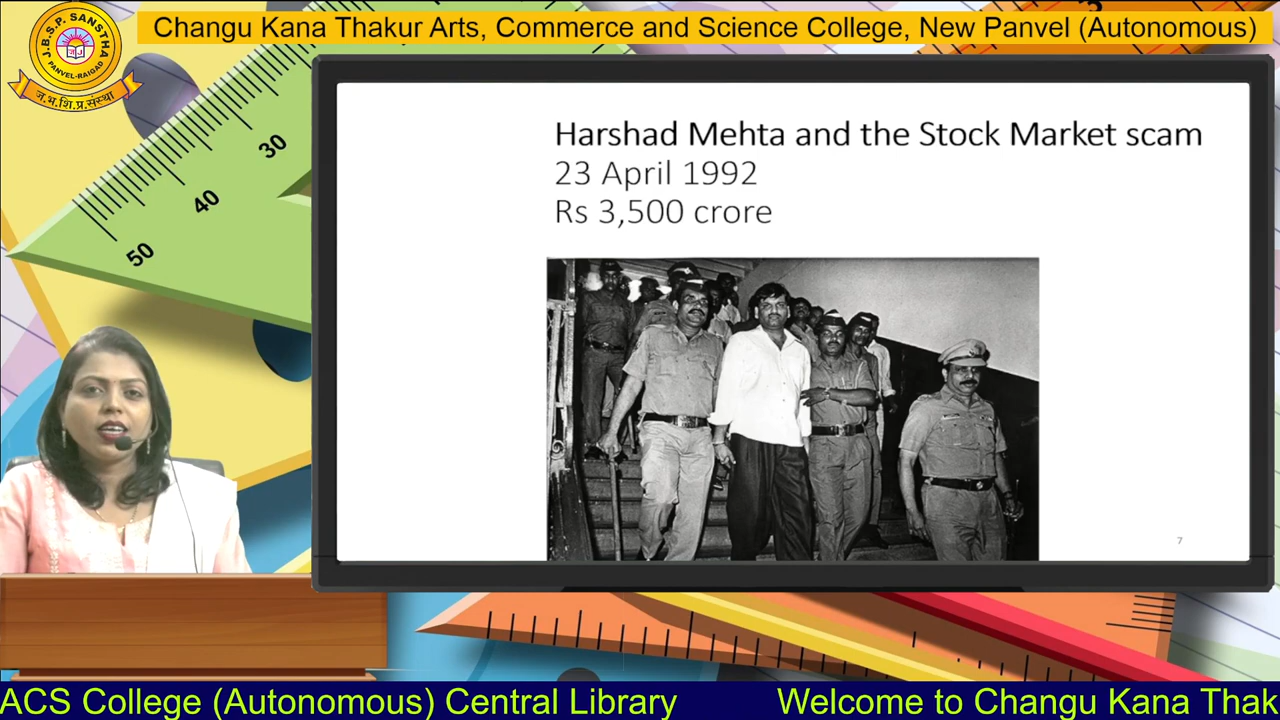 J.B.S.P. SANSTHA
PANVEL-RAIGAD
ज.भ.शि.प्र.संस्था
Changu Kana Thakur Arts, Commerce and Science College, New Panvel (Autonomous)
30
40
50
Harshad Mehta and the Stock Market scam
23 April 1992
Rs 3,500 crore
7
ACS College (Autonomous) Central Library Welcome to Changu Kana Thak